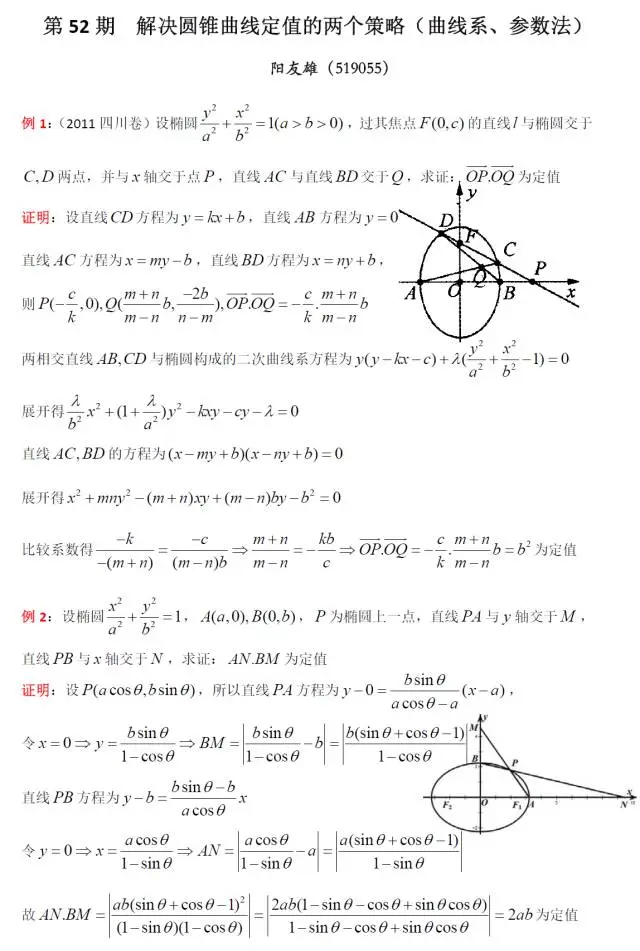 第 52 期 解决圆锥曲线定值的两个策略（曲线系、参数法）
阳友雄（519055）
例 1:（2011 四川卷）设椭圆 $\frac{y^2}{a^2}+\frac{x^2}{b^2}=1(a>b>0)$，过其焦点 $F(0,c)$ 的直线 $l$ 与椭圆交于
$C,D$ 两点，并与 $x$ 轴交于点 $P$，直线 $AC$ 与直线 $BD$ 交于 $Q$，求证：$\overrightarrow{OP}.\overrightarrow{OQ}$ 为定值
证明：设直线 $CD$ 方程为 $y=kx+b$，直线 $AB$ 方程为 $y=0$
直线 $AC$ 方程为 $x=my-b$，直线 $BD$ 方程为 $x=ny+b$，
则 $P(-\frac{c}{k},0),Q(\frac{m+n}{m-n}b,\frac{-2b}{n-m}),\overrightarrow{OP}.\overrightarrow{OQ}=-\frac{c}{k}.\frac{m+n}{m-n}b$
y
D
F
C
Q
P
A
O
B
x
两相交直线 $AB,CD$ 与椭圆构成的二次曲线系方程为 $y(y-kx-c)+\lambda(\frac{y^2}{a^2}+\frac{x^2}{b^2}-1)=0$
展开得 $\frac{\lambda}{b^2}x^2+(1+\frac{\lambda}{a^2})y^2-kxy-cy-\lambda=0$
直线 $AC,BD$ 的方程为 $(x-my+b)(x-ny+b)=0$
展开得 $x^2+mny^2-(m+n)xy+(m-n)by-b^2=0$
比较系数得 $\frac{-k}{-(m+n)}=\frac{-c}{(m-n)b}\Rightarrow\frac{m+n}{m-n}=-\frac{kb}{c}\Rightarrow\overrightarrow{OP}.\overrightarrow{OQ}=-\frac{c}{k}.\frac{m+n}{m-n}b=b^2$ 为定值
例 2：设椭圆 $\frac{x^2}{a^2}+\frac{y^2}{b^2}=1$，$A(a,0),B(0,b)$，$P$ 为椭圆上一点，直线 $PA$ 与 $y$ 轴交于 $M$，
直线 $PB$ 与 $x$ 轴交于 $N$，求证：$AN.BM$ 为定值
证明：设 $P(a\cos\theta,b\sin\theta)$，所以直线 $PA$ 方程为 $y-0=\frac{b\sin\theta}{a\cos\theta-a}(x-a)$，
令 $x=0\Rightarrow y=\frac{b\sin\theta}{1-\cos\theta}\Rightarrow BM=\left|\frac{b\sin\theta}{1-\cos\theta}-b\right|=\left|\frac{b(\sin\theta+\cos\theta-1)}{1-\cos\theta}\right|$
直线 $PB$ 方程为 $y-b=\frac{b\sin\theta-b}{a\cos\theta}x$
令 $y=0\Rightarrow x=\frac{a\cos\theta}{1-\sin\theta}\Rightarrow AN=\left|\frac{a\cos\theta}{1-\sin\theta}-a\right|=\left|\frac{a(\sin\theta+\cos\theta-1)}{1-\sin\theta}\right|$
y
M
B
P
x
F₂
O
F₁
A
N
故 $AN.BM=\left|\frac{ab(\sin\theta+\cos\theta-1)^2}{(1-\sin\theta)(1-\cos\theta)}\right|=\left|\frac{2ab(1-\sin\theta-\cos\theta+\sin\theta\cos\theta)}{1-\sin\theta-\cos\theta+\sin\theta\cos\theta}\right|=2ab$ 为定值